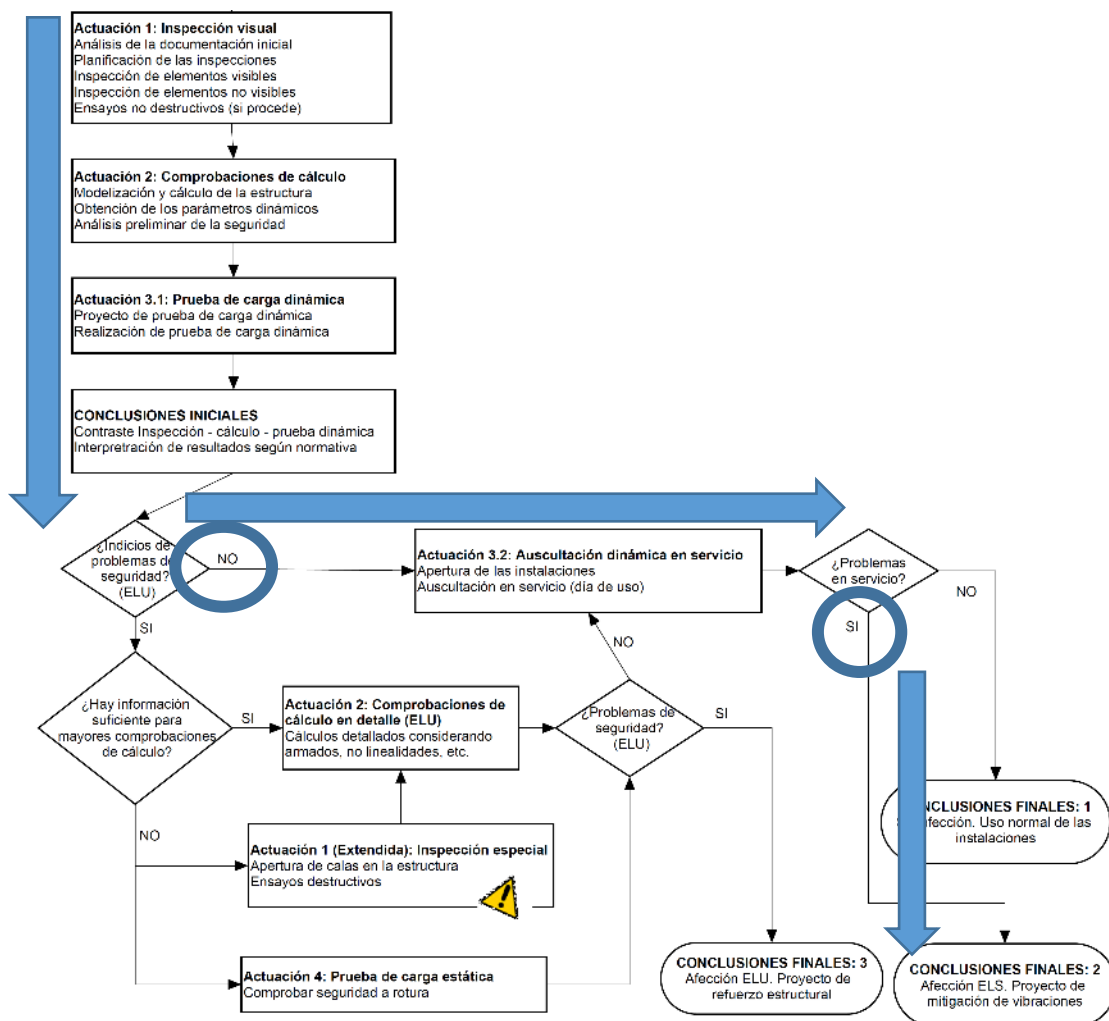 Actuación 1: Inspección visual
Análisis de la documentación inicial
Planificación de las inspecciones
Inspección de elementos visibles
Inspección de elementos no visibles
Ensayos no destructivos (si procede)
Actuación 2: Comprobaciones de cálculo
Modelización y cálculo de la estructura
Obtención de los parámetros dinámicos
Análisis preliminar de la seguridad
Actuación 3.1: Prueba de carga dinámica
Proyecto de prueba de carga dinámica
Realización de prueba de carga dinámica
CONCLUSIONES INICIALES
Contraste Inspección - cálculo - prueba dinámica
Interpretación de resultados según normativa
¿Indicios de
problemas de
seguridad?
(ELU)
NO
SI
Actuación 3.2: Auscultación dinámica en servicio
Apertura de las instalaciones
Auscultación en servicio (día de uso)
¿Problemas
en servicio?
NO
SI
¿Hay información
suficiente para
mayores comprobaciones
de cálculo?
SI
NO
Actuación 2: Comprobaciones de
cálculo en detalle (ELU)
Cálculos detallados considerando
armados, no linealidades, etc.
¿Problemas de
seguridad?
(ELU)
NO
SI
Actuación 1 (Extendida): Inspección especial
Apertura de calas en la estructura
Ensayos destructivos
Actuación 4: Prueba de carga estática
Comprobar seguridad a rotura
CONCLUSIONES FINALES: 1
afección. Uso normal de las
instalaciones
CONCLUSIONES FINALES: 3
Afección ELU. Proyecto de
refuerzo estructural
CONCLUSIONES FINALES: 2
Afección ELS. Proyecto de
mitigación de vibraciones